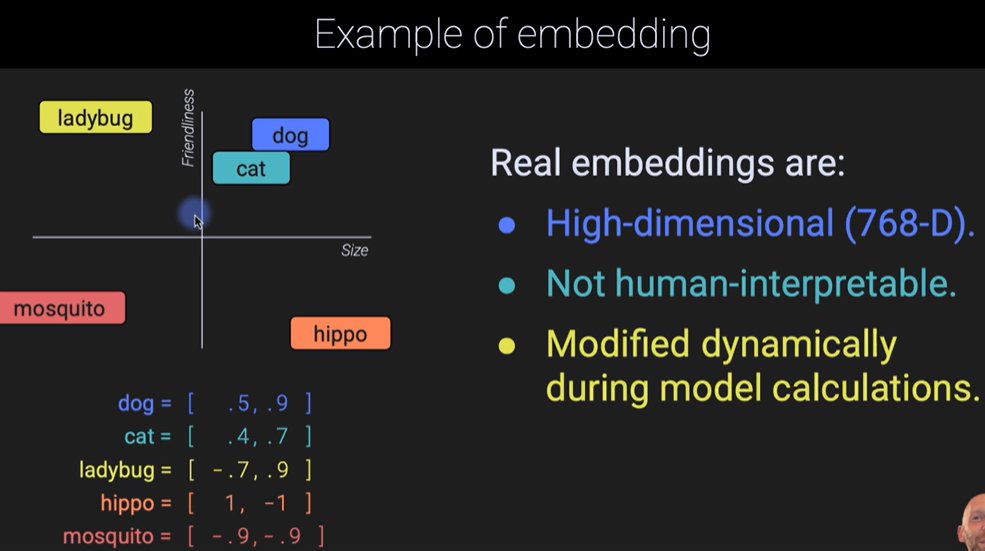 Example of embedding
ladybug
Friendliness
dog
cat
Size
mosquito
hippo
dog = [ .5, .9 ]
cat = [ .4, .7 ]
ladybug = [ -.7, .9 ]
hippo = [ 1, -1 ]
mosquito = [ -.9,-.9 ]
Real embeddings are:
• High-dimensional (768-D).
• Not human-interpretable.
• Modified dynamically
during model calculations.